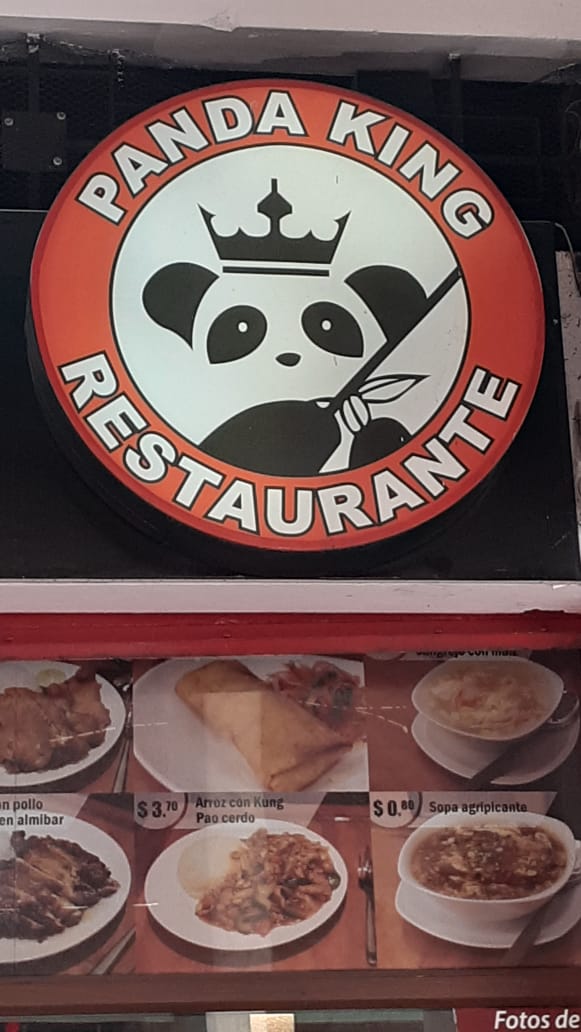 PANDA KING
RESTAURANTE
con maiz
pollo
en almibar
$ 3.70
Arroz con Kung
Pao cerdo
$ 0.80
Sopa agripicante
Fotos de